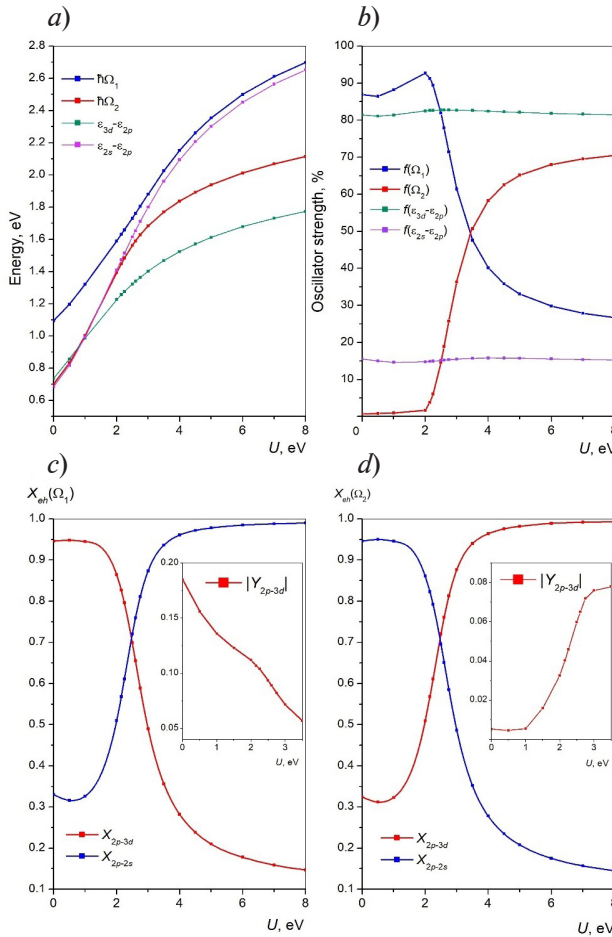 a)
2.8
2.6
2.4
2.2
2.0
1.8
1.6
1.4
1.2
1.0
0.8
0.6
Energy, eV
ħΩ₁
ħΩ₂
ε3d-ε2p
ε2s-ε2p
0 2 4 6 8
U, eV
b)
100
90
80
70
60
50
40
30
20
10
Oscillator strength, %
f(Ω₁)
f(Ω₂)
f(ε3d-ε2p)
f(ε2s-ε2p)
0 1 2 3 4 5 6 7 8
U, eV
c)
Xeh(Ω₁)
1.0
0.9
0.8
0.7
0.6
0.5
0.4
0.3
0.2
0.1
0.20
0.15
0.10
0.05
|Y2p-3d|
0 1 2 3
U, eV
X2p-3d
X2p-2s
0 2 4 6 8
U, eV
d)
Xeh(Ω₂)
1.0
0.9
0.8
0.7
0.6
0.5
0.4
0.3
0.2
0.1
0.08
0.06
0.04
0.02
|Y2p-3d|
0 1 2 3
U, eV
X2p-3d
X2p-2s
0 2 4 6 8
U, eV